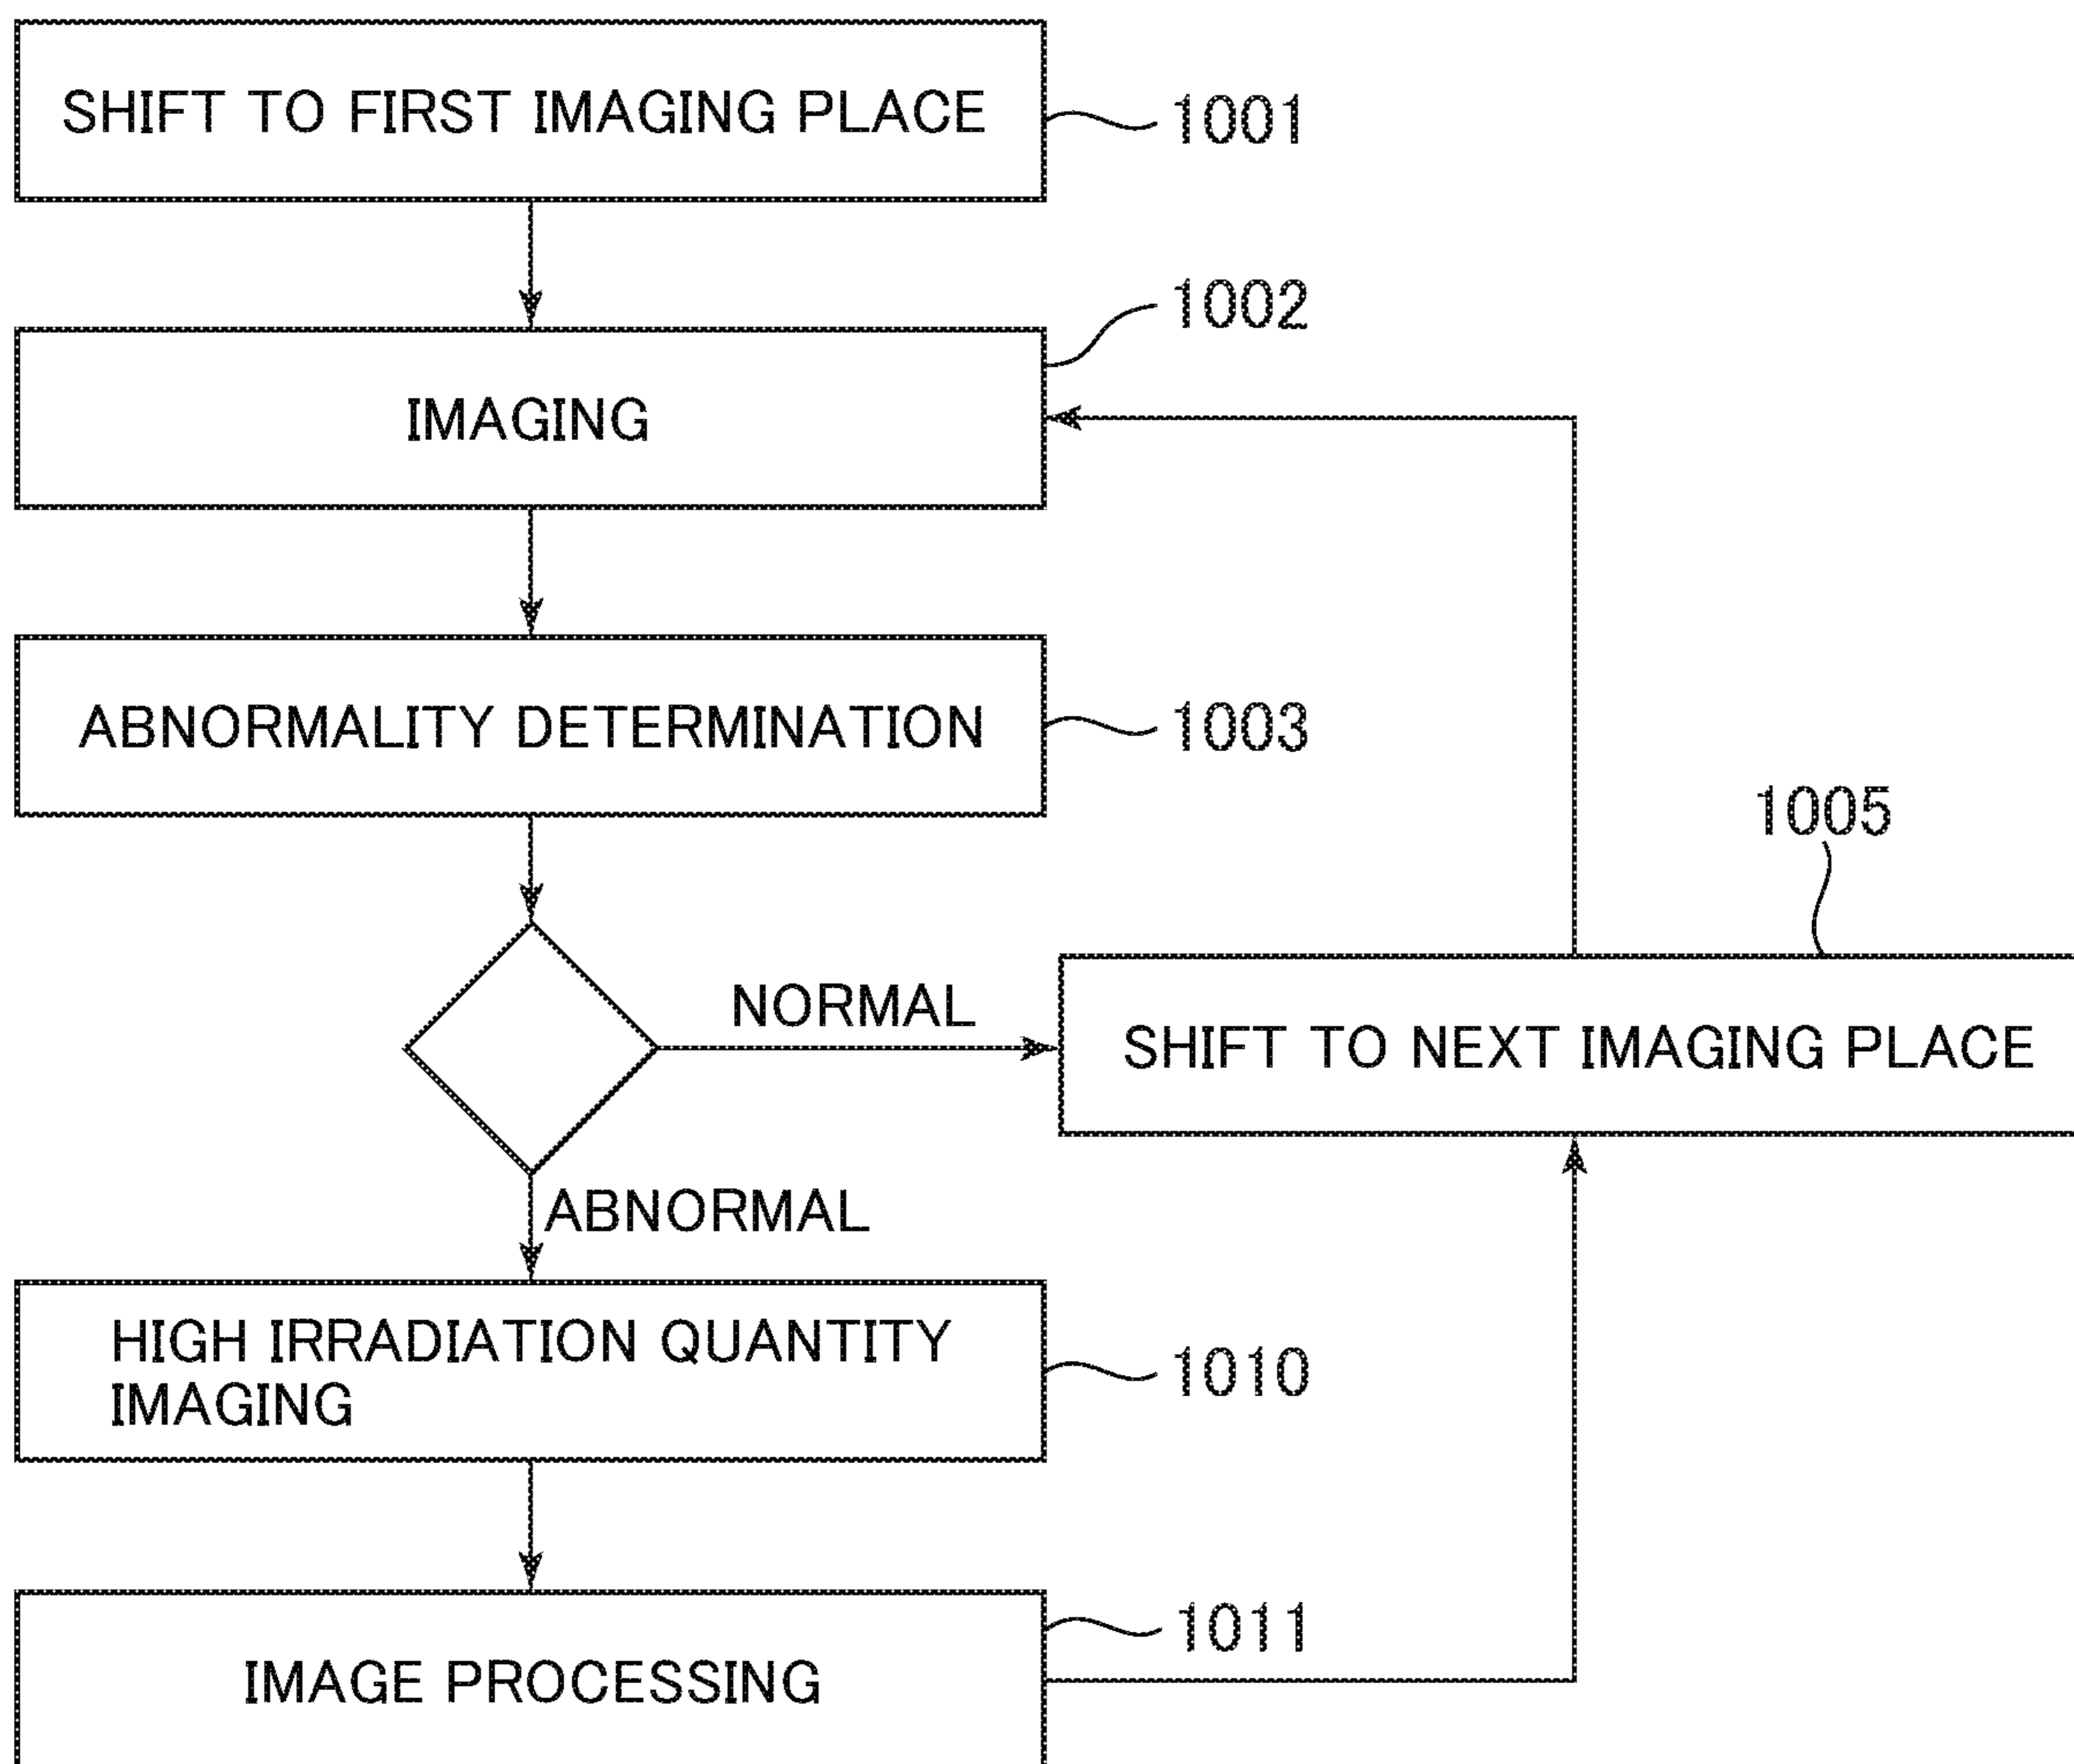 SHIFT TO FIRST IMAGING PLACE
1001
1002
IMAGING
ABNORMALITY DETERMINATION
1003
1005
NORMAL
SHIFT TO NEXT IMAGING PLACE
ABNORMAL
HIGH IRRADIATION QUANTITY
IMAGING
1010
1011
IMAGE PROCESSING